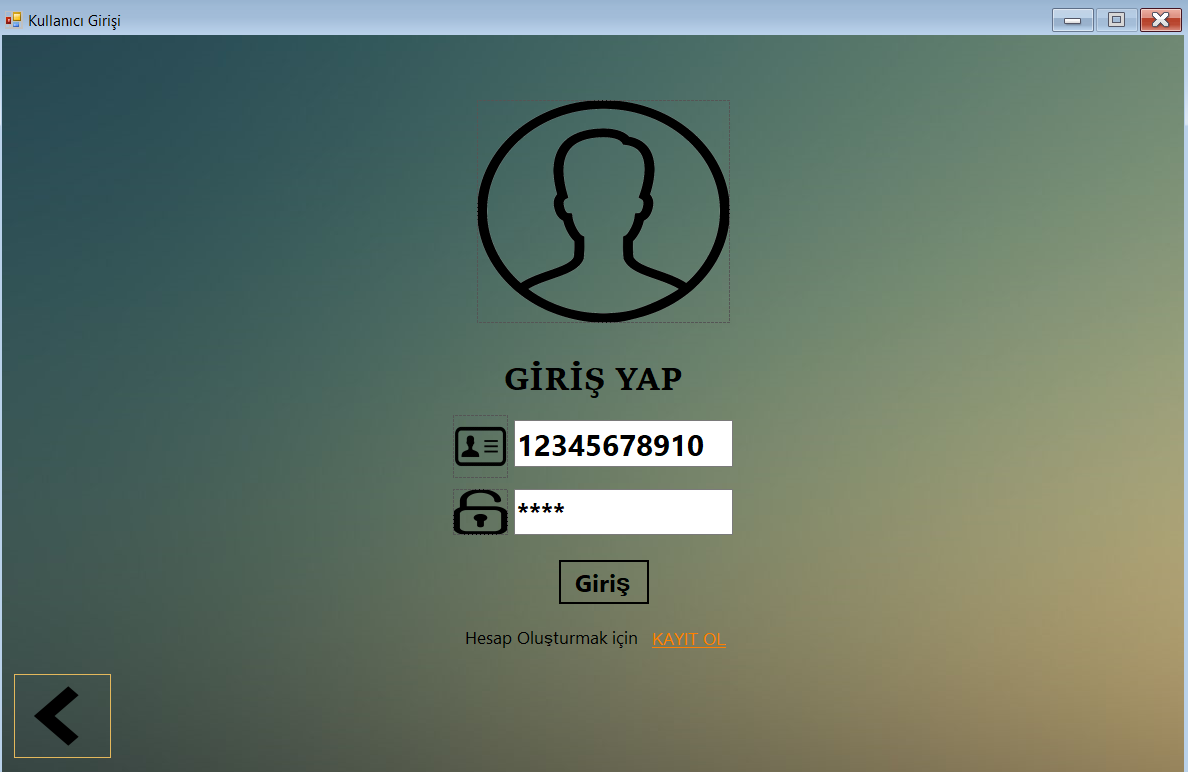 Kullanıcı Girişi
GİRİŞ YAP
12345678910
****
Giriş
Hesap Oluşturmak için KAYIT OL